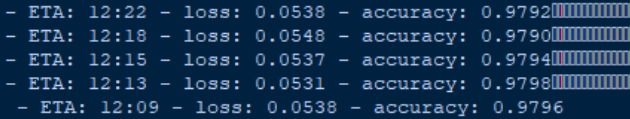 - ETA: 12:22 - loss: 0.0538 - accuracy: 0.9792
- ETA: 12:18 - loss: 0.0548 - accuracy: 0.9790
- ETA: 12:15 - loss: 0.0537 - accuracy: 0.9794
- ETA: 12:13 - loss: 0.0531 - accuracy: 0.9798
- ETA: 12:09 - loss: 0.0538 - accuracy: 0.9796